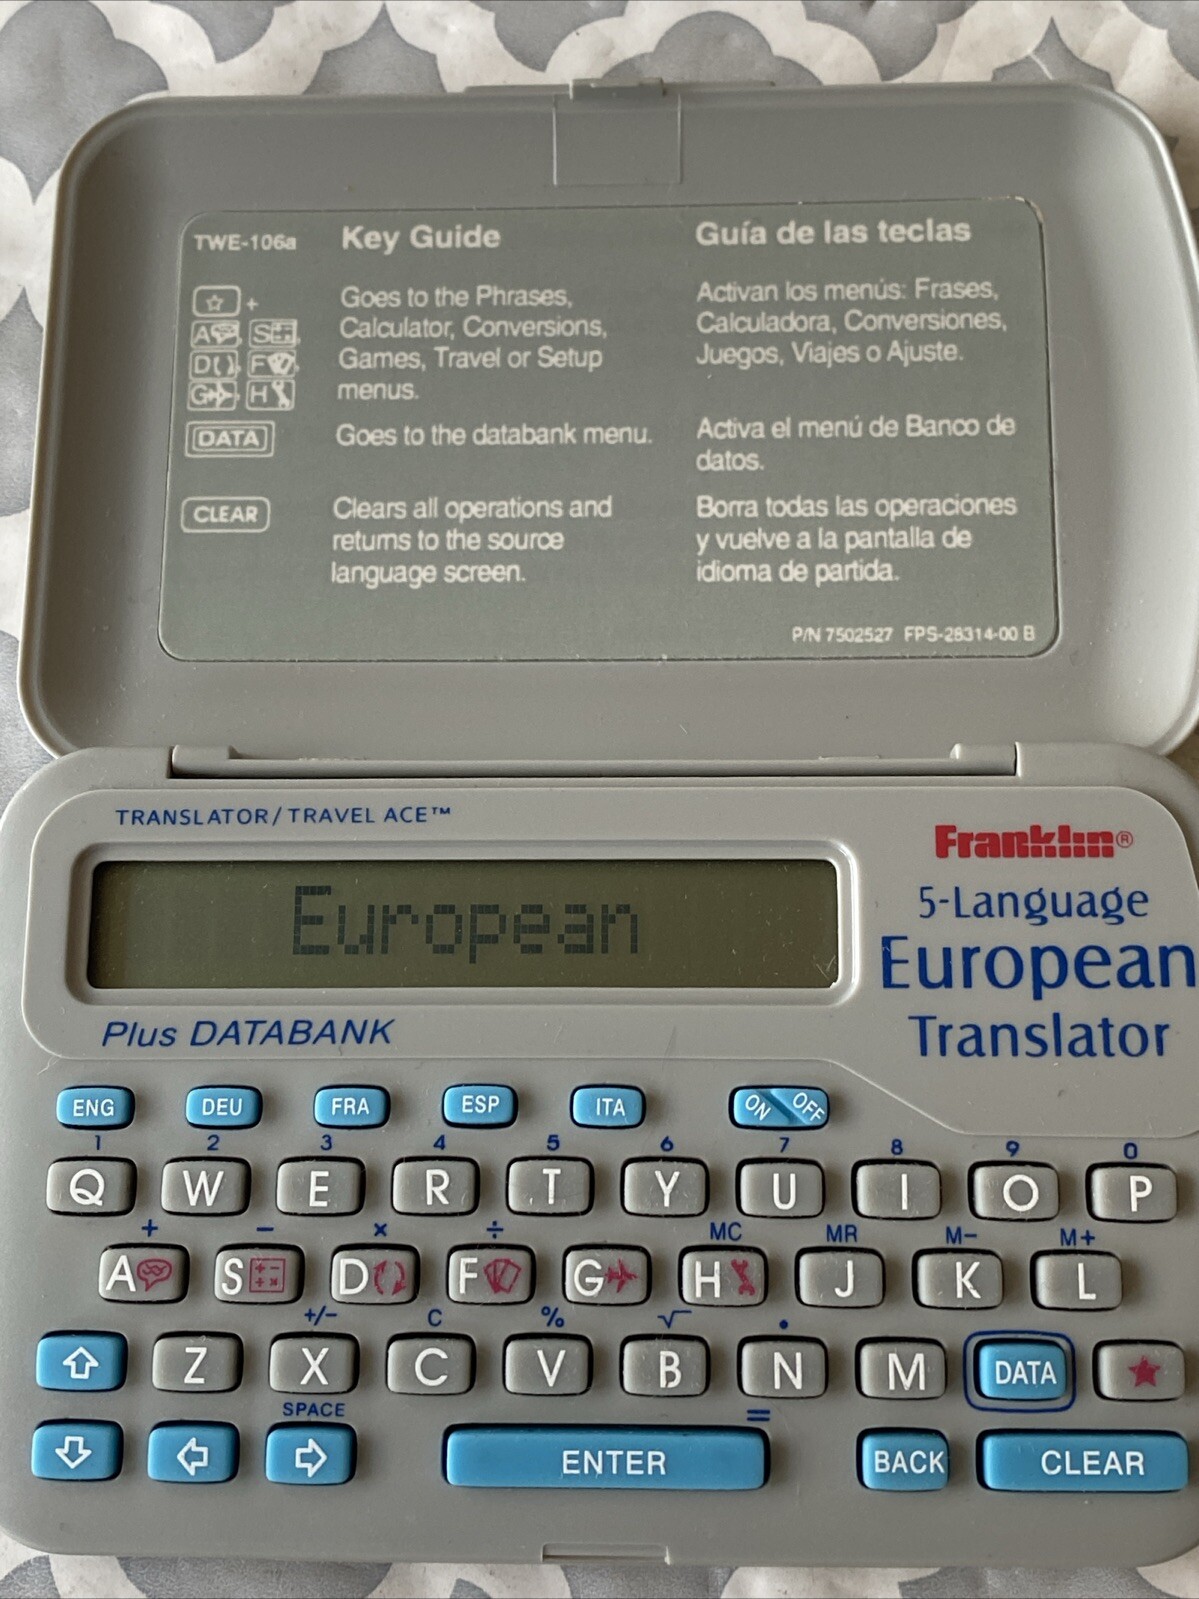 TWE-106a
Key Guide
Guía de las teclas
+
A, S,
D, F,
G, H
Goes to the Phrases,
Calculator, Conversions,
Games, Travel or Setup
menus.
Activan los menús: Frases,
Calculadora, Conversiones,
Juegos, Viajes o Ajuste.
DATA
Goes to the databank menu.
Activa el menú de Banco de
datos.
CLEAR
Clears all operations and
returns to the source
language screen.
Borra todas las operaciones
y vuelve a la pantalla de
idioma de partida.
P/N 7502527 FPS-28314-00 B
TRANSLATOR/TRAVEL ACE™
Franklin®
5-Language
European
Translator
European
Plus DATABANK
ENG DEU FRA ESP ITA ON OFF
1 2 3 4 5 6 7 8 9 0
Q W E R T Y U I O P
+ − × ÷ MC MR M− M+
A S D F G H J K L
+/− C % √ •
Z X C V B N M DATA
SPACE =
ENTER BACK CLEAR